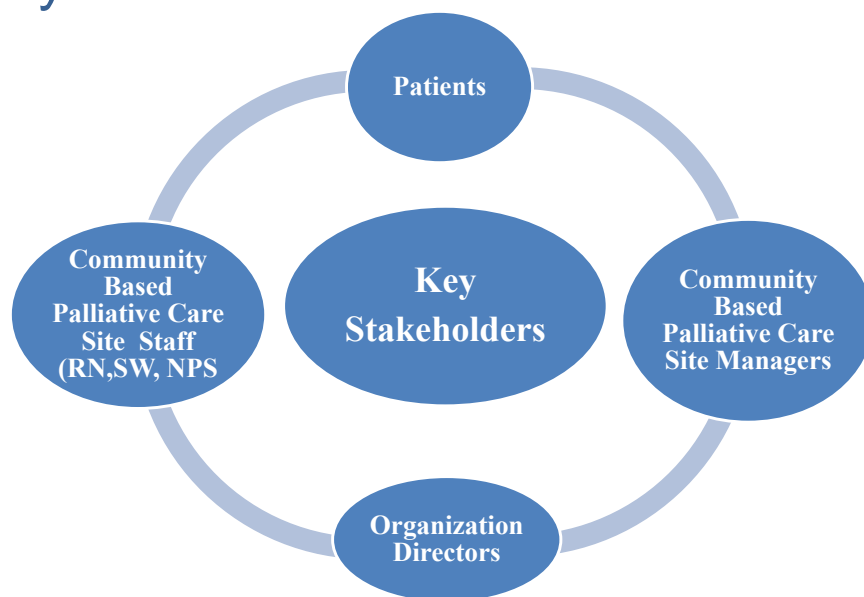 Patients
Community
Based
Palliative Care
Site Staff
(RN,SW, NPS
Key
Stakeholders
Community
Based
Palliative Care
Site Managers
Organization
Directors